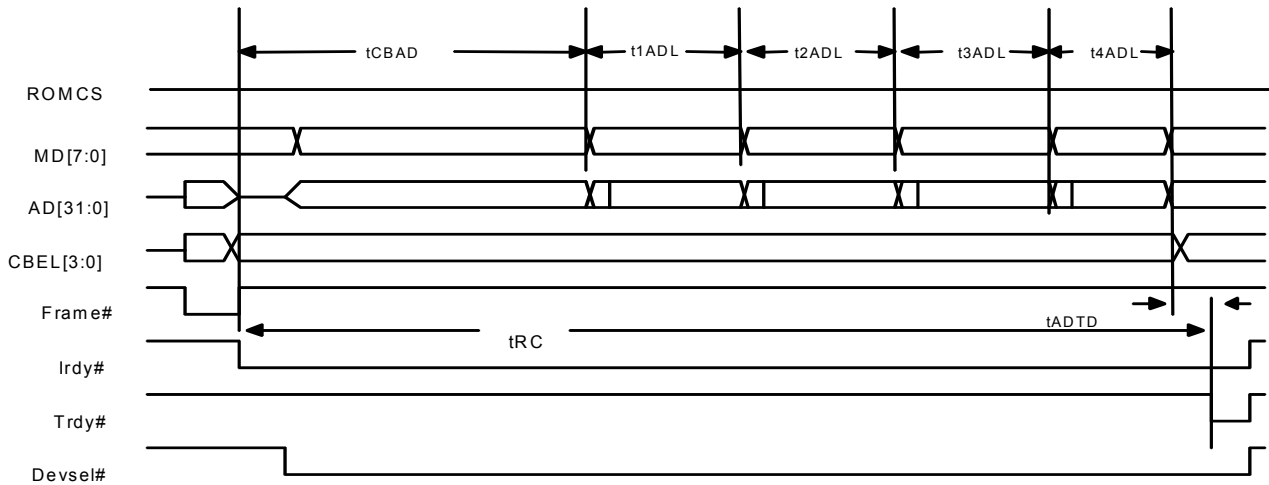 tCBAD t1ADL t2ADL t3ADL t4ADL
ROMCS
MD[7:0]
AD[31:0]
CBEL[3:0]
Frame#
tRC tADTD
Irdy#
Trdy#
Devsel#